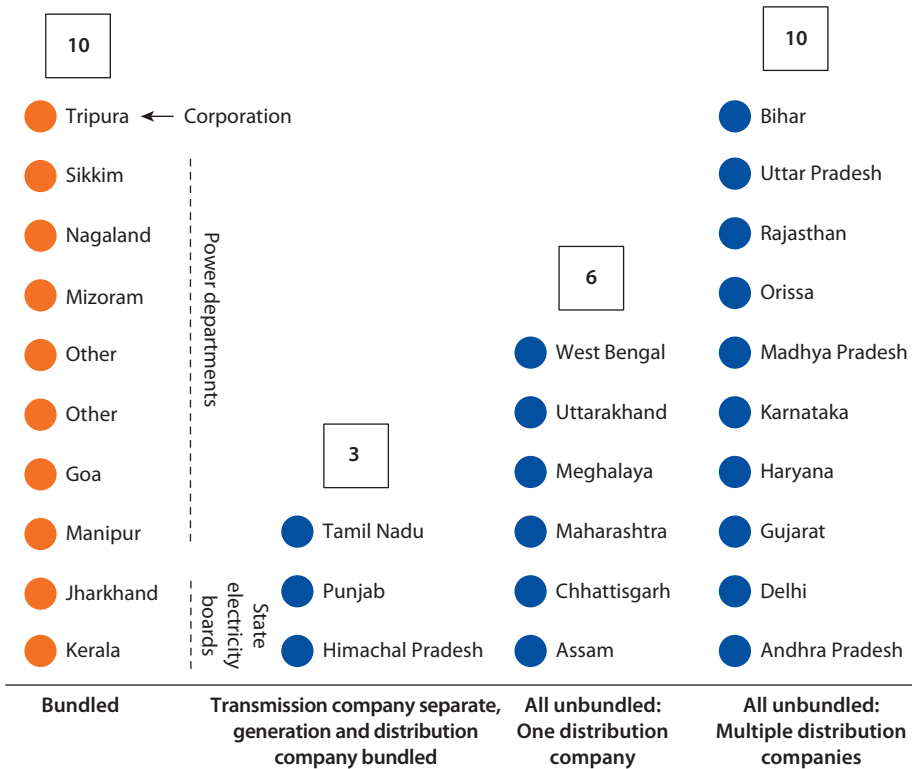 10
Tripura
Corporation
Sikkim
Nagaland
Mizoram
Other
Other
Goa
Manipur
Jharkhand
Kerala
Power departments
State
electricity
boards
Bundled
3
Tamil Nadu
Punjab
Himachal Pradesh
Transmission company separate,
generation and distribution
company bundled
6
West Bengal
Uttarakhand
Meghalaya
Maharashtra
Chhattisgarh
Assam
All unbundled:
One distribution
company
10
Bihar
Uttar Pradesh
Rajasthan
Orissa
Madhya Pradesh
Karnataka
Haryana
Gujarat
Delhi
Andhra Pradesh
All unbundled:
Multiple distribution
companies